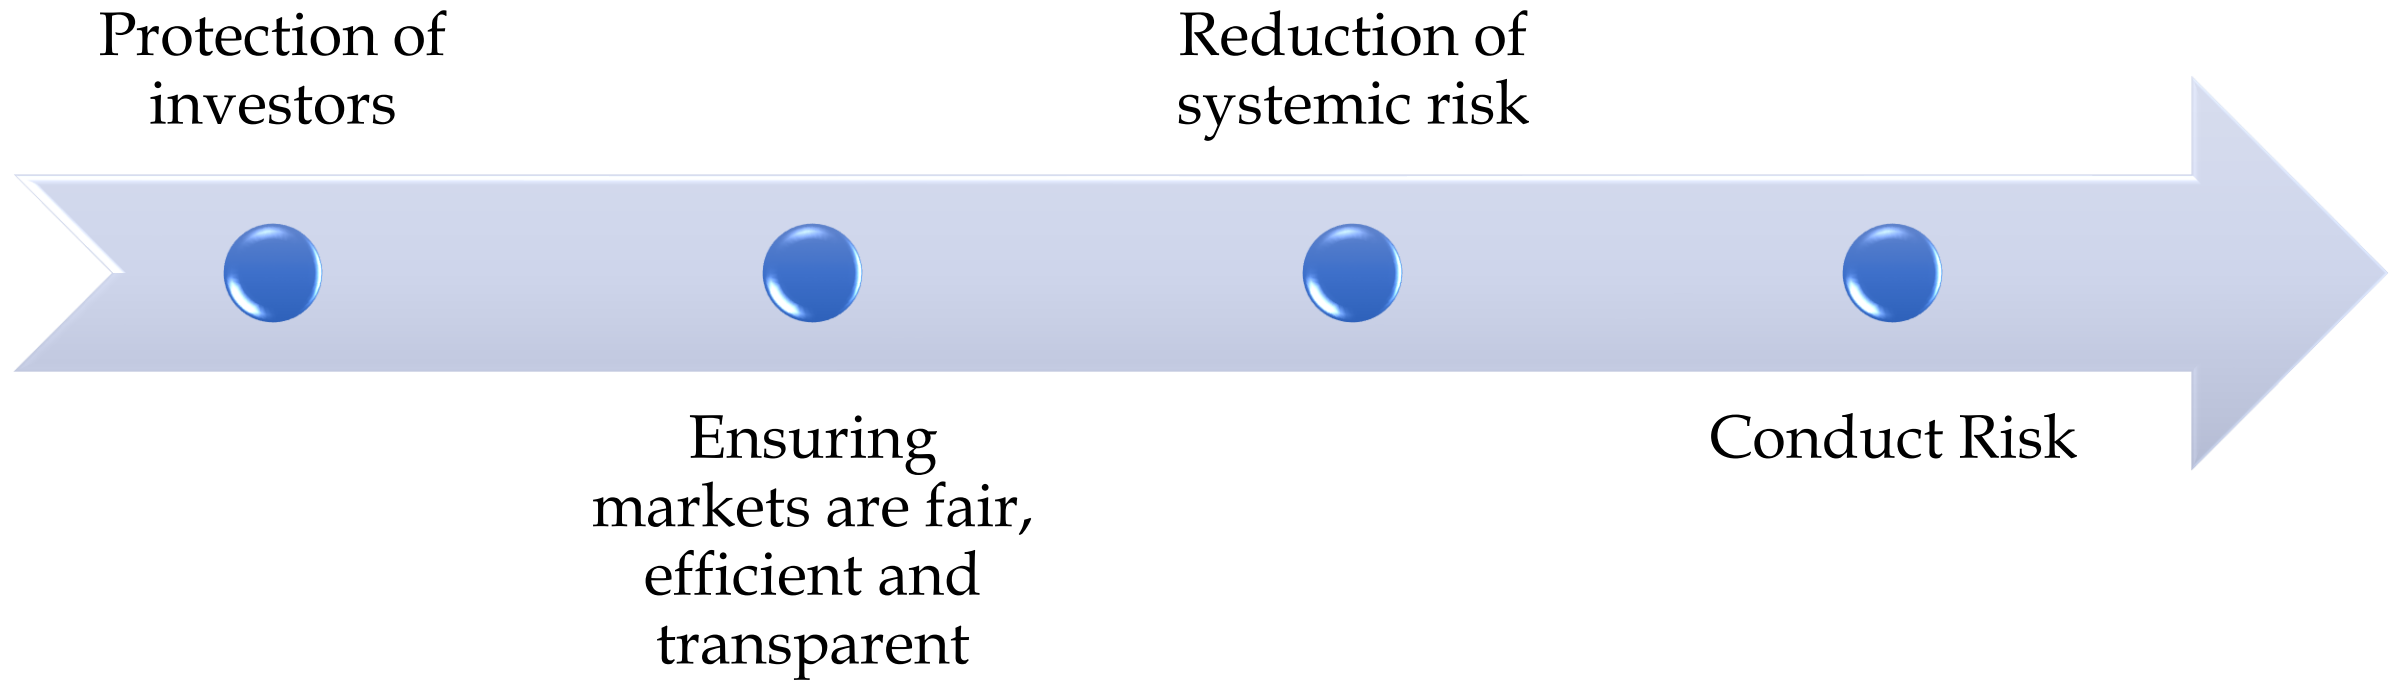 Protection of
investors
Ensuring
markets are fair,
efficient and
transparent
Reduction of
systemic risk
Conduct Risk